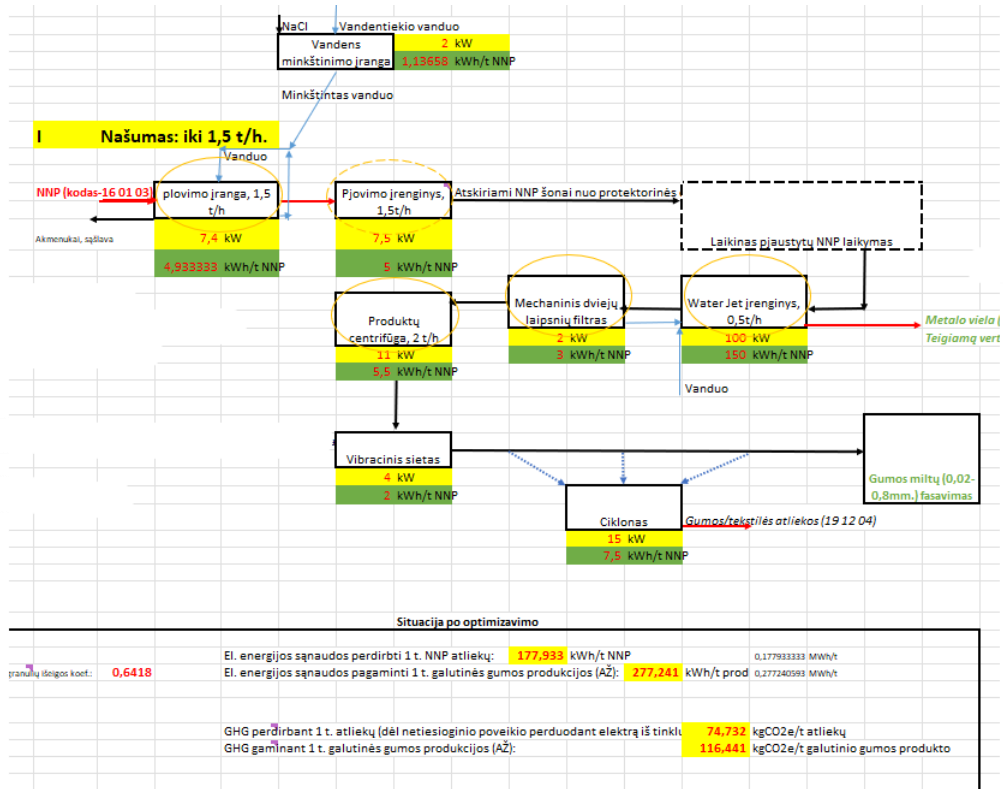 NaCl Vandentiekio vanduo
Vandens
minkštinimo įranga
2 kW
1,13658 kWh/t NNP
Minkštintas vanduo
I Našumas: iki 1,5 t/h.
Vanduo
NNP (kodas-16 01 03)
plovimo įranga, 1,5
t/h
Pjovimo įrenginys,
1,5t/h
Atskiriami NNP šonai nuo protektorinės
Akmenukai, sąšlava
7,4 kW
4,933333 kWh/t NNP
7,5 kW
5 kWh/t NNP
Laikinas pjaustytų NNP laikymas
Produktų
centrifūga, 2 t/h
11 kW
5,5 kWh/t NNP
Mechaninis dviejų
laipsnių filtras
2 kW
3 kWh/t NNP
Water Jet įrenginys,
0,5t/h
100 kW
150 kWh/t NNP
Metalo viela (
Teigiamą vert
Vanduo
Vibracinis sietas
4 kW
2 kWh/t NNP
Gumos miltų (0,02-
0,8mm.) fasavimas
Ciklonas
15 kW
7,5 kWh/t NNP
Gumos/tekstilės atliekos (19 12 04)
Situacija po optimizavimo
El. energijos sąnaudos perdirbti 1 t. NNP atliekų: 177,933 kWh/t NNP 0,177933333 MWh/t
granulių išeigos koef.: 0,6418 El. energijos sąnaudos pagaminti 1 t. galutinės gumos produkcijos (AŽ): 277,241 kWh/t prod 0,277240593 MWh/t
GHG perdirbant 1 t. atliekų (dėl netiesioginio poveikio perduodant elektrą iš tinklų 74,732 kgCO2e/t atliekų
GHG gaminant 1 t. galutinės gumos produkcijos (AŽ): 116,441 kgCO2e/t galutinio gumos produkto